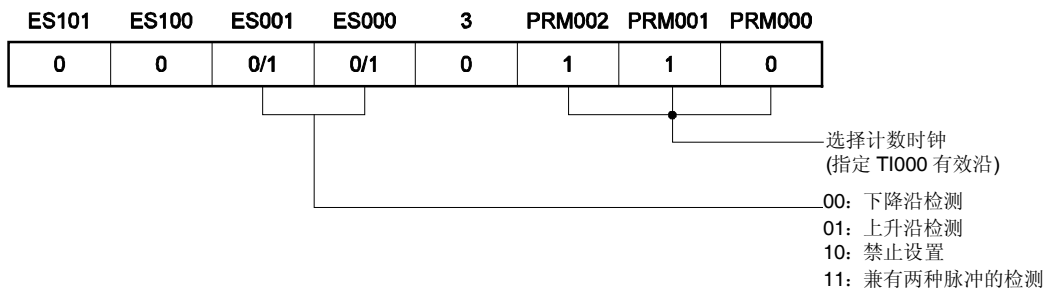 ES101 ES100 ES001 ES000 3 PRM002 PRM001 PRM000
0 0 0/1 0/1 0 1 1 0
选择计数时钟
(指定 TI000 有效沿)
00：下降沿检测
01：上升沿检测
10：禁止设置
11：兼有两种脉冲的检测